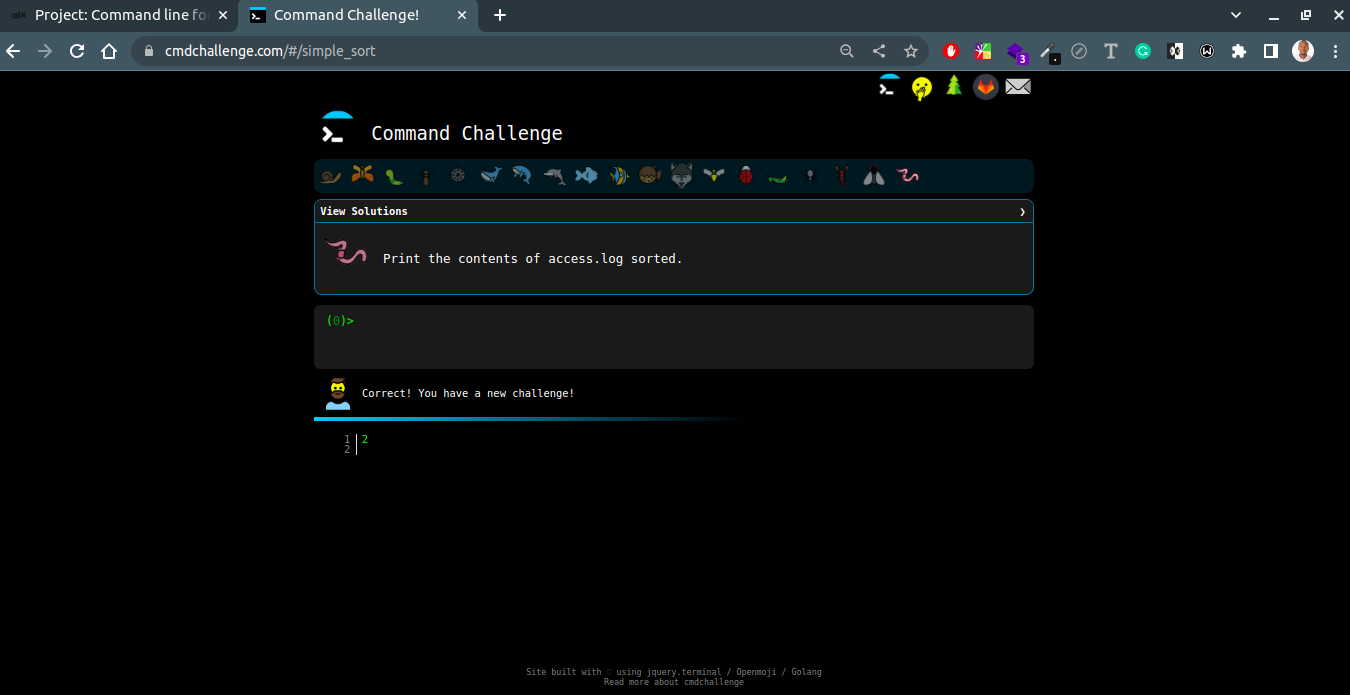 Project: Command line fo
Command Challenge!
cmdchallenge.com/#/simple_sort
3
Command Challenge
View Solutions
Print the contents of access.log sorted.
(0)>
Correct! You have a new challenge!
1 2
2
Site built with ♡ using jquery.terminal / Openmoji / Golang
Read more about cmdchallenge